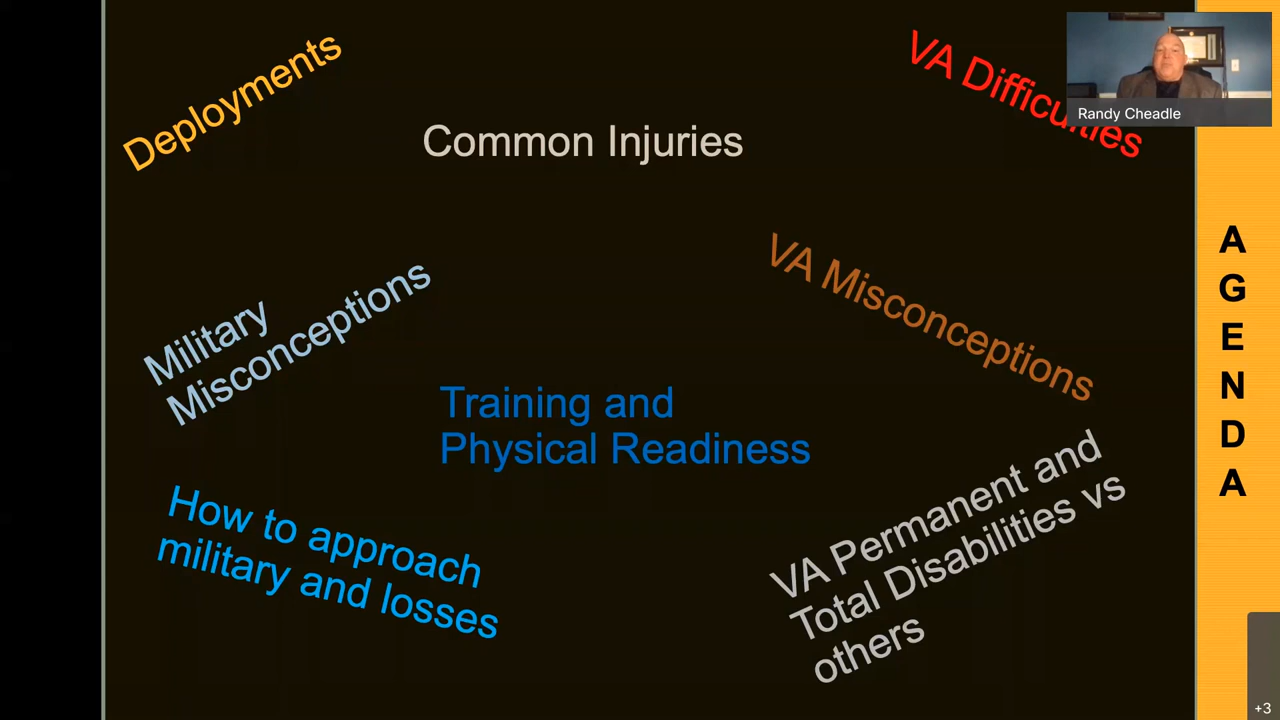 Deployments
Common Injuries
VA Difficulties
Randy Cheadle
Military
Misconceptions
VA Misconceptions
Training and
Physical Readiness
How to approach
military and losses
VA Permanent and
Total Disabilities vs
others
A
G
E
N
D
A
+3